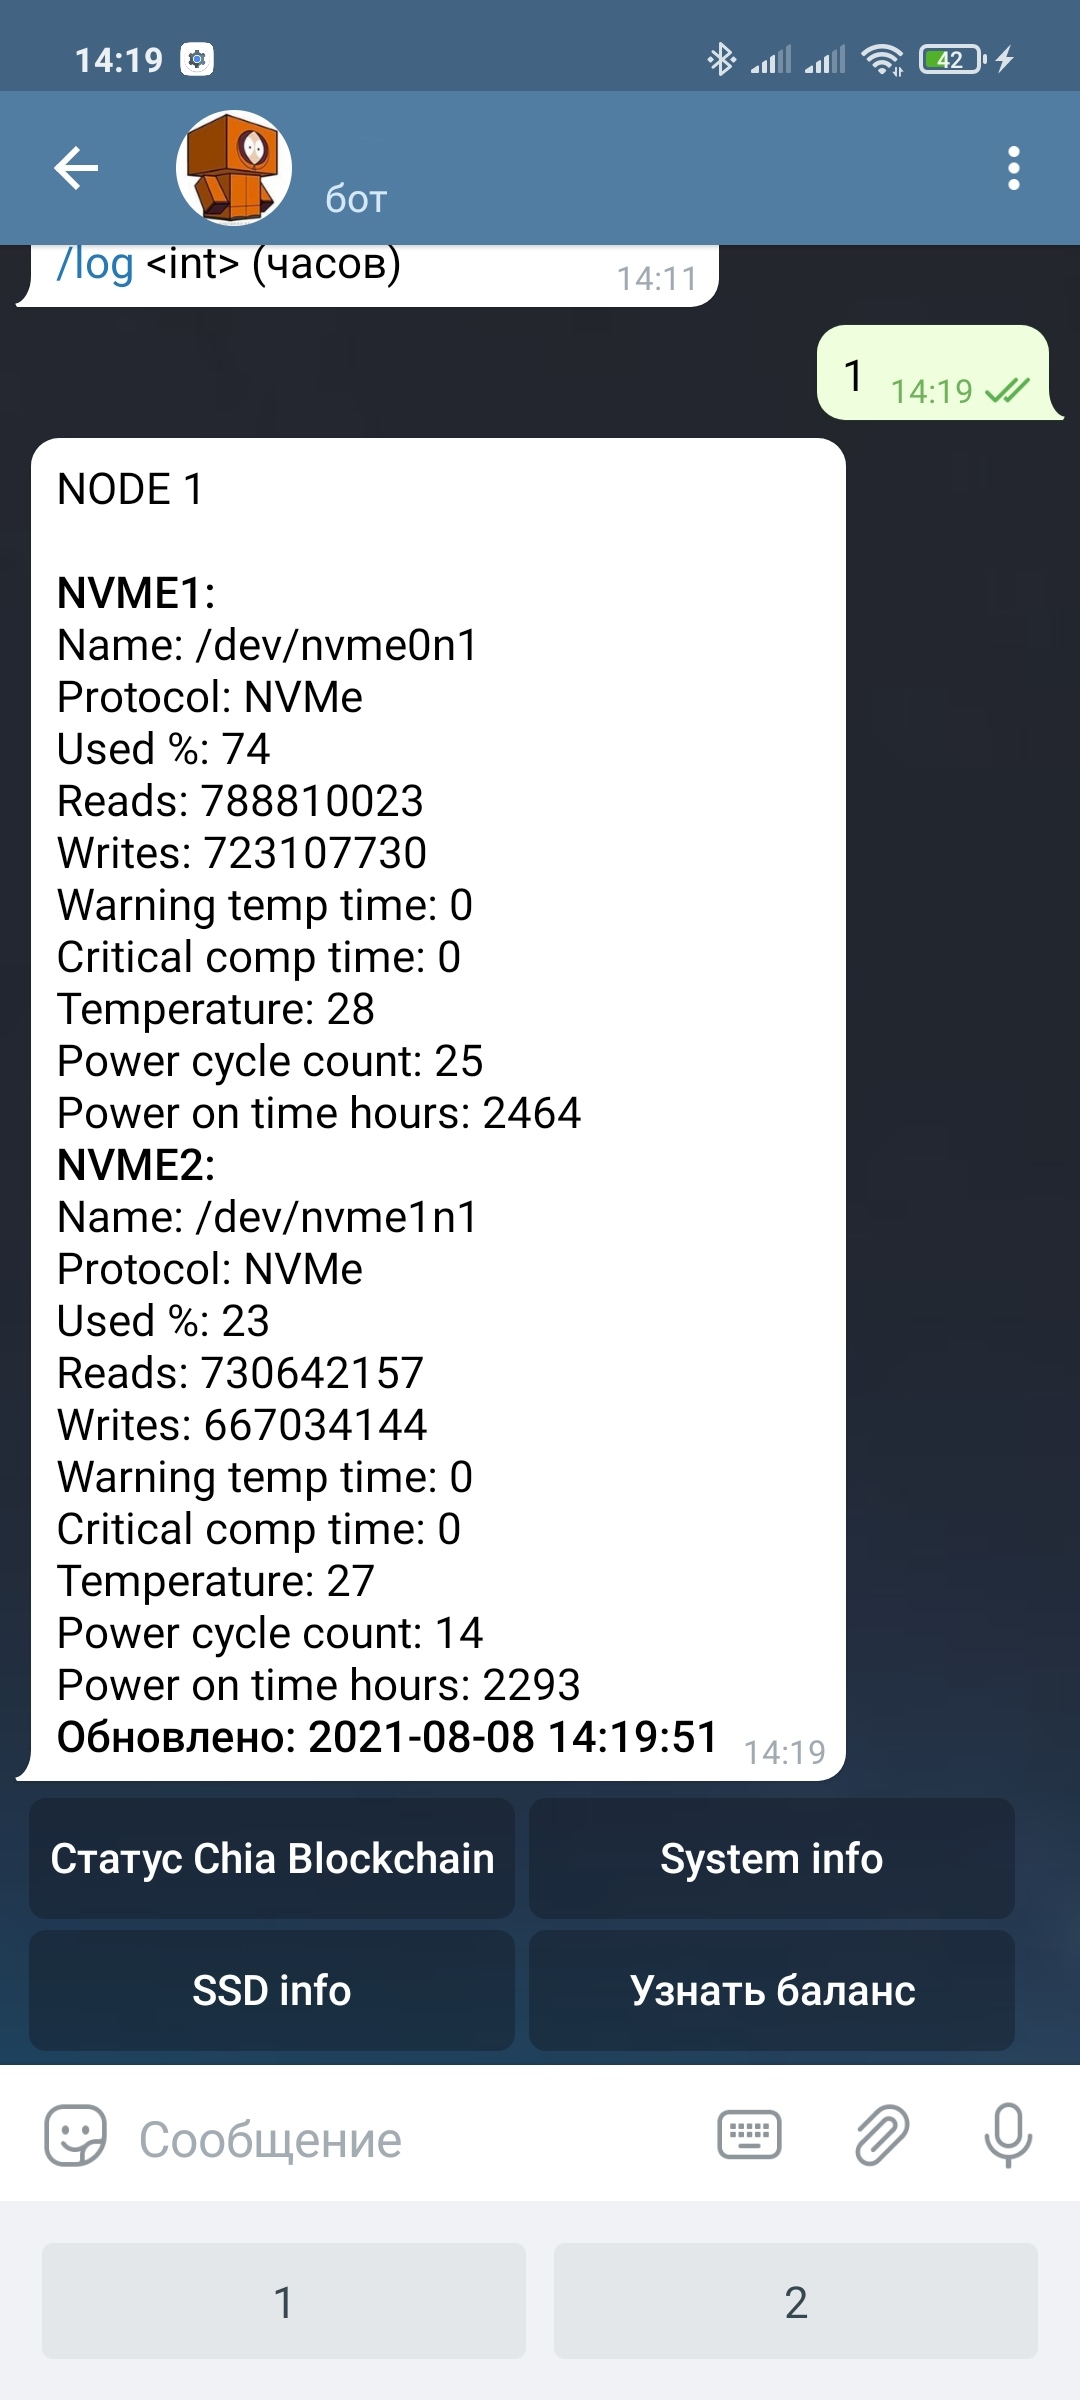 14:19
42
бот
/log <int> (часов)
14:11
1
14:19
NODE 1
NVME1:
Name: /dev/nvme0n1
Protocol: NVMe
Used %: 74
Reads: 788810023
Writes: 723107730
Warning temp time: 0
Critical comp time: 0
Temperature: 28
Power cycle count: 25
Power on time hours: 2464
NVME2:
Name: /dev/nvme1n1
Protocol: NVMe
Used %: 23
Reads: 730642157
Writes: 667034144
Warning temp time: 0
Critical comp time: 0
Temperature: 27
Power cycle count: 14
Power on time hours: 2293
Обновлено: 2021-08-08 14:19:51
14:19
Статус Chia Blockchain
System info
SSD info
Узнать баланс
Сообщение
1
2